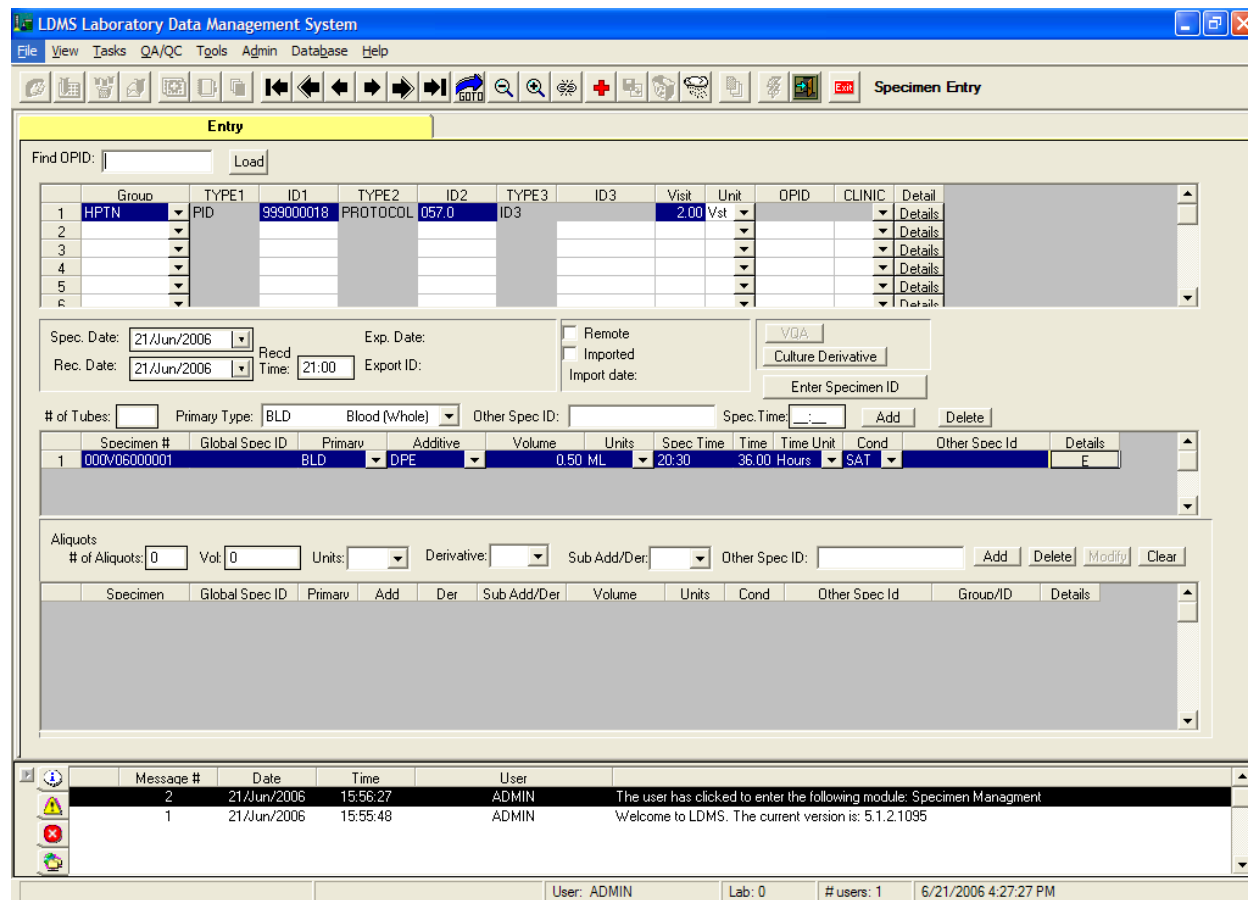 LDMS Laboratory Data Management System
File View Tasks QA/QC Tools Admin Database Help
GOTO Exit Specimen Entry
Entry
Find OPID: Load
Group TYPE1 ID1 TYPE2 ID2 TYPE3 ID3 Visit Unit OPID CLINIC Detail
1 HPTN PID 999000018 PROTOCOL 057.0 ID3 2.00 Vst Details
2 Details
3 Details
4 Details
5 Details
6 Details
Spec. Date: 21/Jun/2006 Exp. Date: Remote VQA
Rec. Date: 21/Jun/2006 Recd Time: 21:00 Export ID: Imported Culture Derivative
Import date: Enter Specimen ID
# of Tubes: Primary Type: BLD Blood (Whole) Other Spec ID: Spec.Time: __:__ Add Delete
Specimen # Global Spec ID Primary Additive Volume Units Spec Time Time Time Unit Cond Other Spec Id Details
1 000V06000001 BLD DPE 0.50 ML 20:30 36.00 Hours SAT E
Aliquots
# of Aliquots: 0 Vol: 0 Units: Derivative: Sub Add/Der: Other Spec ID: Add Delete Modify Clear
Specimen Global Spec ID Primary Add Der Sub Add/Der Volume Units Cond Other Spec Id Group/ID Details
Message # Date Time User
2 21/Jun/2006 15:56:27 ADMIN The user has clicked to enter the following module: Specimen Managment
1 21/Jun/2006 15:55:48 ADMIN Welcome to LDMS. The current version is: 5.1.2.1095
User: ADMIN Lab: 0 # users: 1 6/21/2006 4:27:27 PM